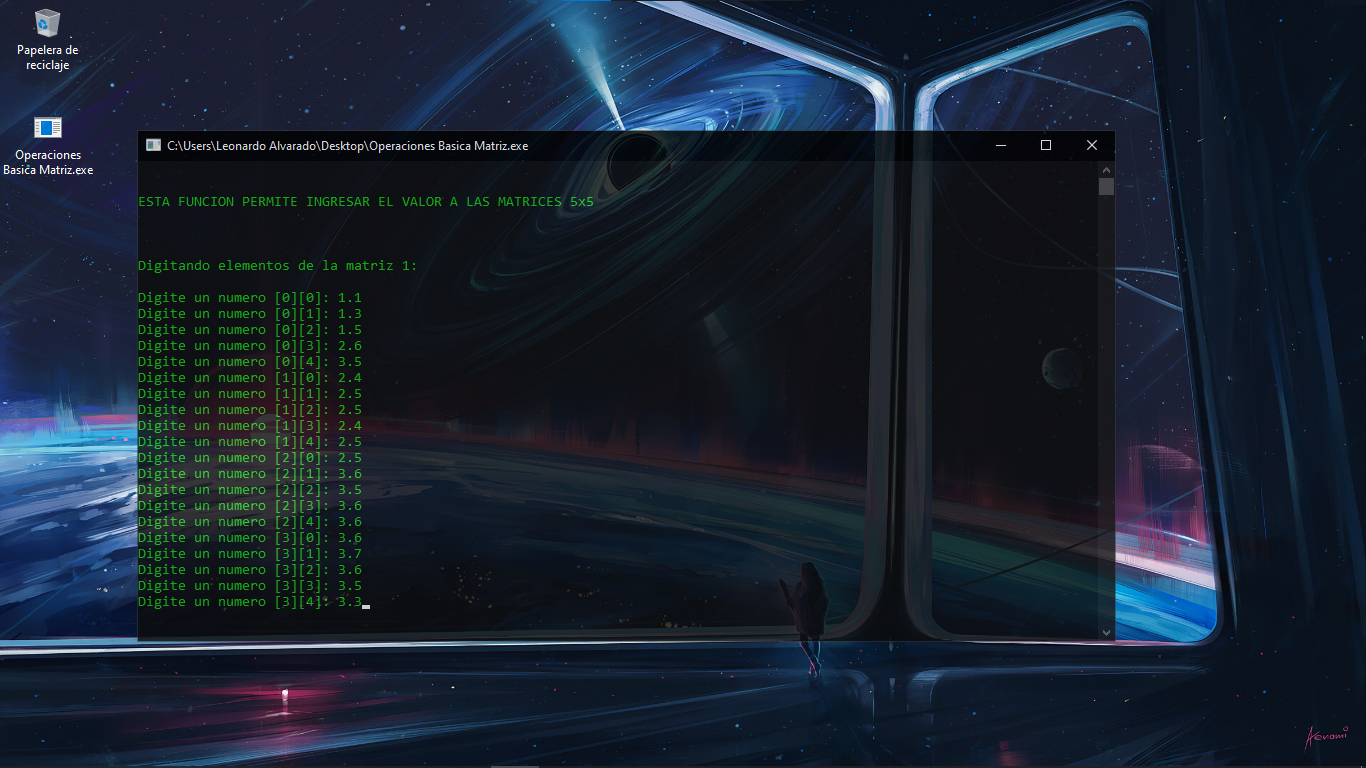 Papelera de
reciclaje
Operaciones
Basica Matriz.exe
C:\Users\Leonardo Alvarado\Desktop\Operaciones Basica Matriz.exe
ESTA FUNCION PERMITE INGRESAR EL VALOR A LAS MATRICES 5x5
Digitando elementos de la matriz 1:
Digite un numero [0][0]: 1.1
Digite un numero [0][1]: 1.3
Digite un numero [0][2]: 1.5
Digite un numero [0][3]: 2.6
Digite un numero [0][4]: 3.5
Digite un numero [1][0]: 2.4
Digite un numero [1][1]: 2.5
Digite un numero [1][2]: 2.5
Digite un numero [1][3]: 2.4
Digite un numero [1][4]: 2.5
Digite un numero [2][0]: 2.5
Digite un numero [2][1]: 3.6
Digite un numero [2][2]: 3.5
Digite un numero [2][3]: 3.6
Digite un numero [2][4]: 3.6
Digite un numero [3][0]: 3.6
Digite un numero [3][1]: 3.7
Digite un numero [3][2]: 3.6
Digite un numero [3][3]: 3.5
Digite un numero [3][4]: 3.3